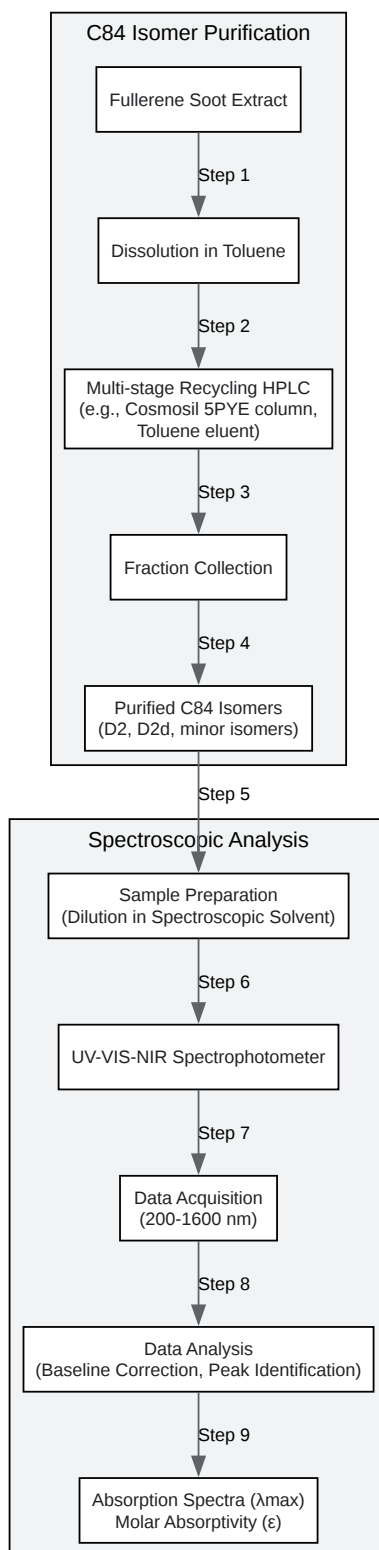 C84 Isomer Purification
Fullerene Soot Extract
Step 1
Dissolution in Toluene
Step 2
Multi-stage Recycling HPLC
(e.g., Cosmosil 5PYE column,
Toluene eluent)
Step 3
Fraction Collection
Step 4
Purified C84 Isomers
(D2, D2d, minor isomers)
Step 5
Spectroscopic Analysis
Sample Preparation
(Dilution in Spectroscopic Solvent)
Step 6
UV-VIS-NIR Spectrophotometer
Step 7
Data Acquisition
(200-1600 nm)
Step 8
Data Analysis
(Baseline Correction, Peak Identification)
Step 9
Absorption Spectra (λmax)
Molar Absorptivity (ε)